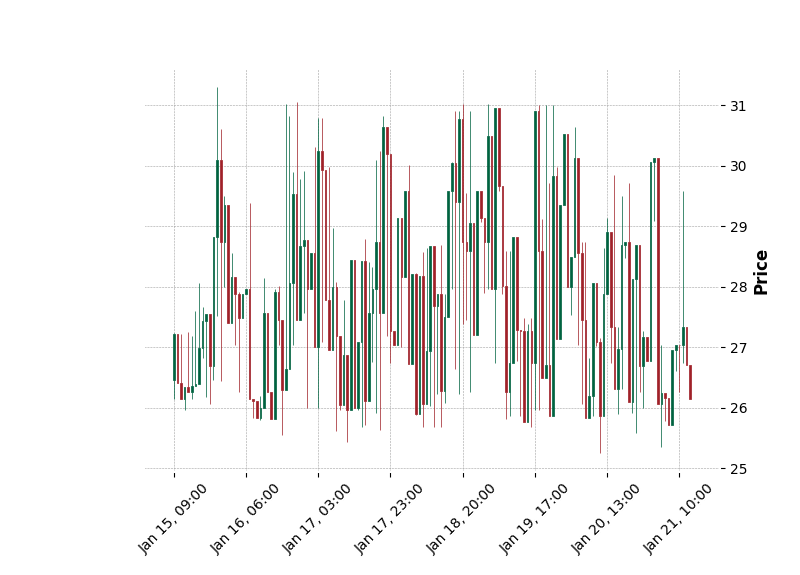 31
30
29
28
27
26
25
Price
Jan 15, 09:00
Jan 16, 06:00
Jan 17, 03:00
Jan 17, 23:00
Jan 18, 20:00
Jan 19, 17:00
Jan 20, 13:00
Jan 21, 10:00